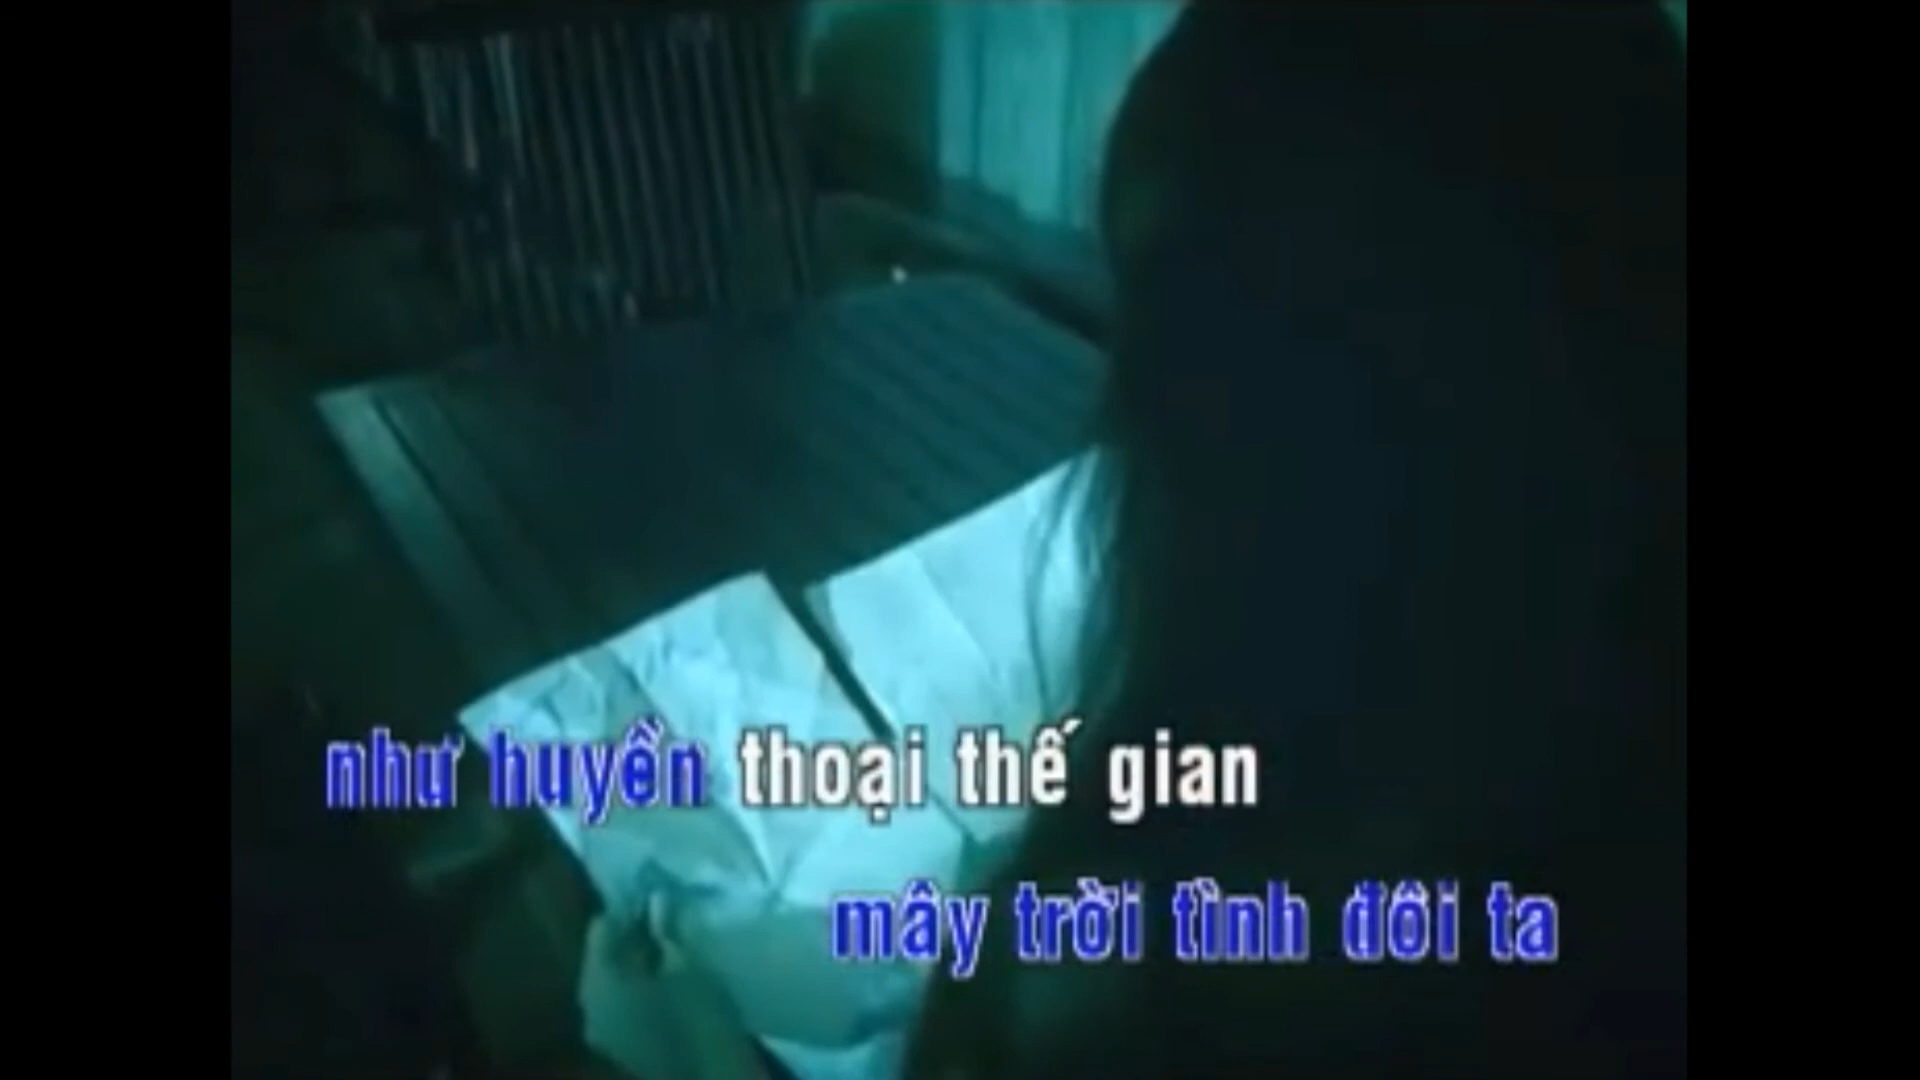 như huyền thoại thế gian
mây trời tình đôi ta